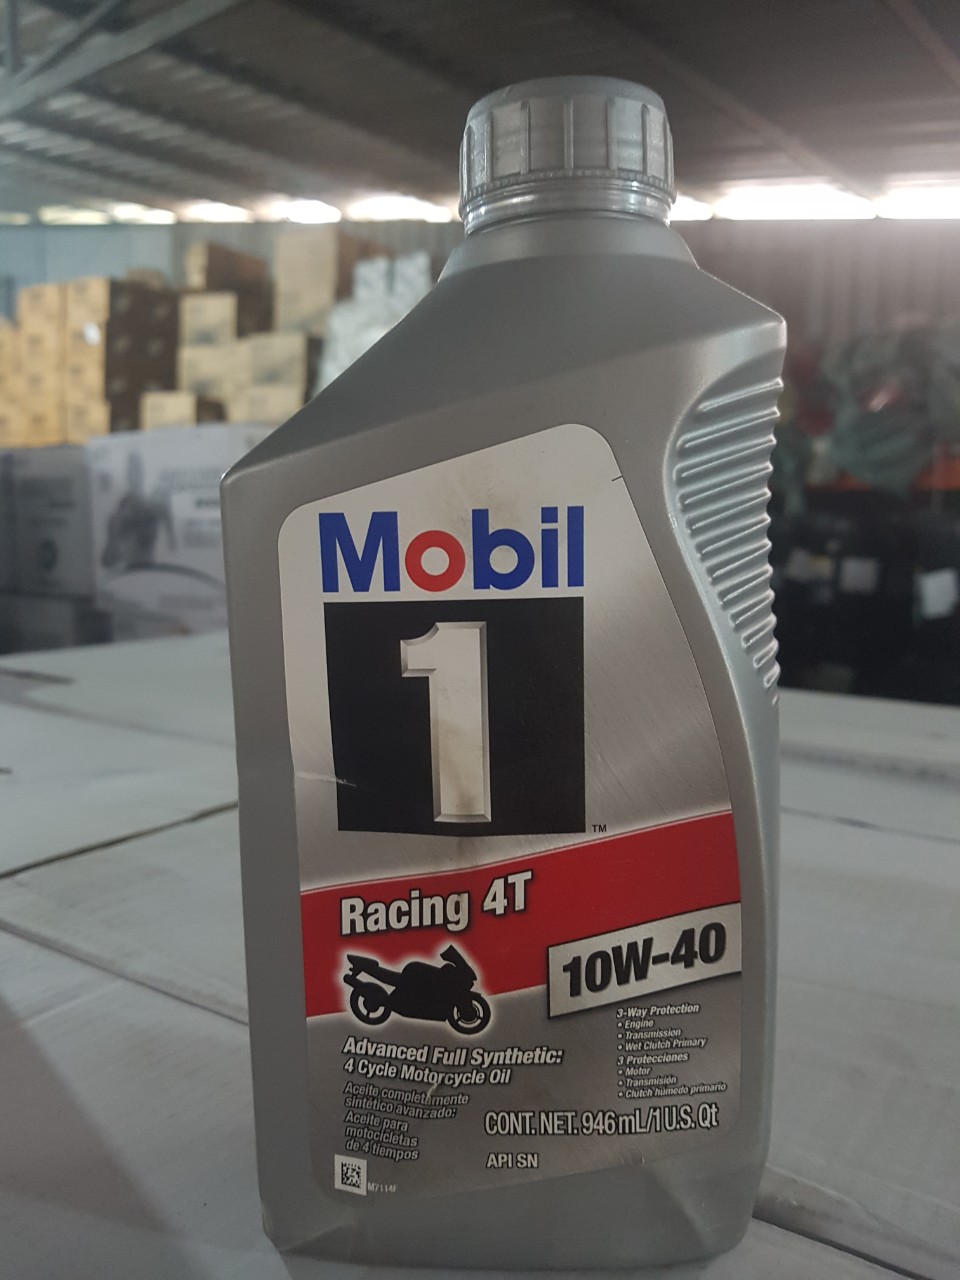 Mobil
1
TM
Racing 4T
10W-40
3-Way Protection
• Engine
• Transmission
• Wet Clutch Primary
3 Protecciones
• Motor
• Transmisión
• Clutch húmedo primario
Advanced Full Synthetic:
4 Cycle Motorcycle Oil
Aceite completamente
sintético avanzado:
Aceite para
motocicletas
de 4 tiempos
CONT. NET. 946 mL/1 U.S. Qt
API SN
M7114F